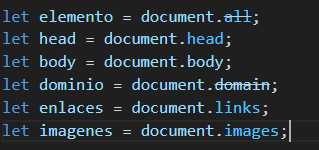 let elemento = document.all;
let head = document.head;
let body = document.body;
let dominio = document.domain;
let enlaces = document.links;
let imagenes = document.images;